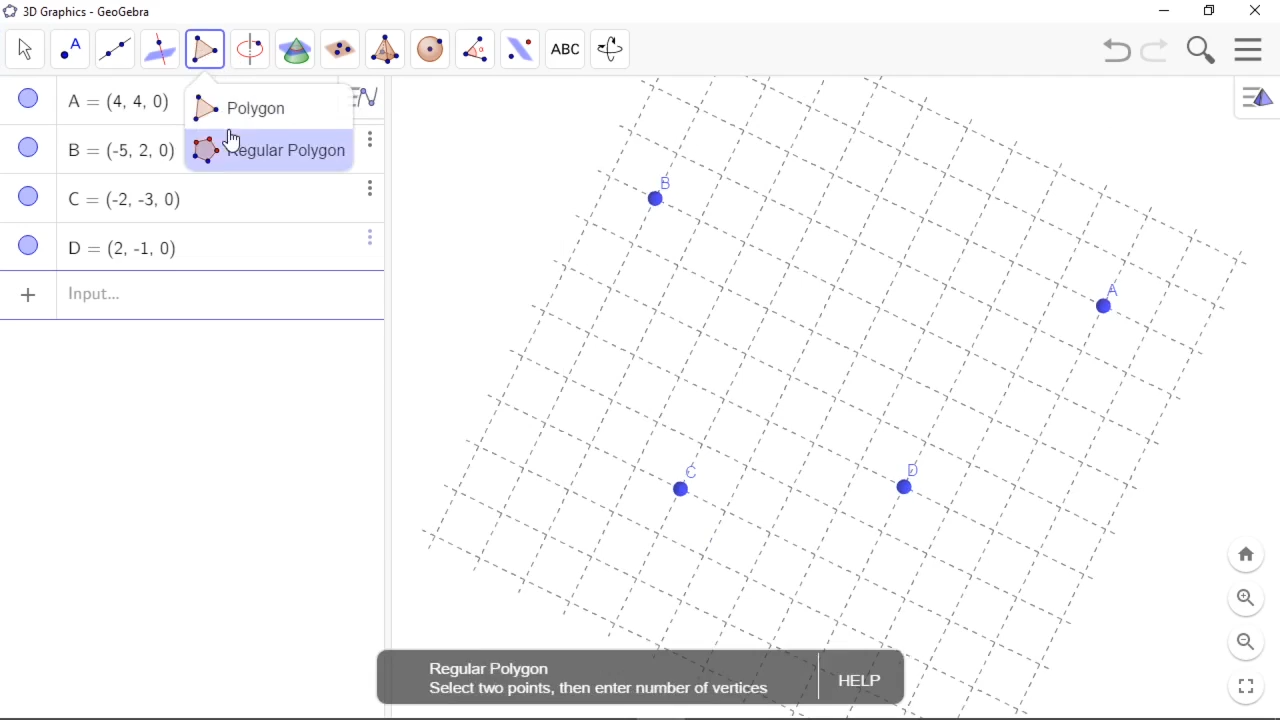 3D Graphics - GeoGebra
A
ABC
α
A = (4, 4, 0)
Polygon
B = (-5, 2, 0)
Regular Polygon
C = (-2, -3, 0)
D = (2, -1, 0)
Input...
B
A
C
D
Regular Polygon
Select two points, then enter number of vertices
HELP